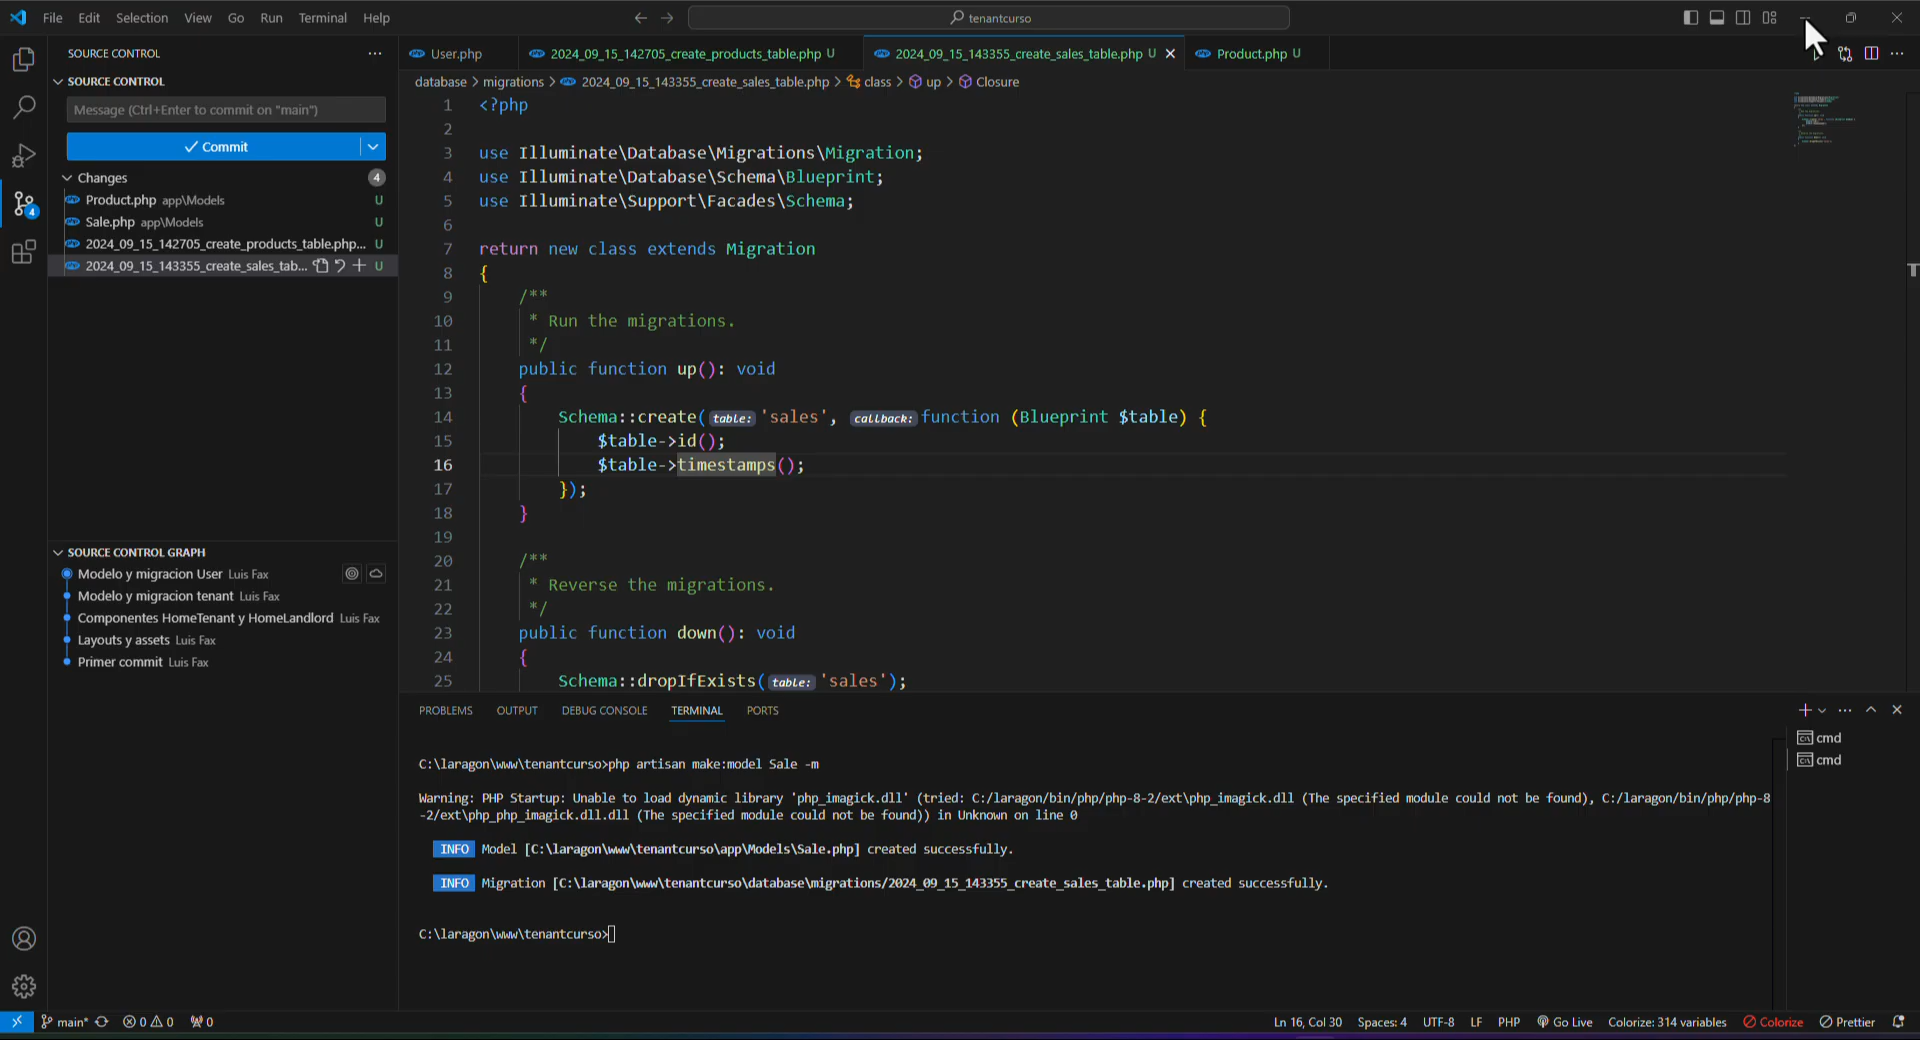 File Edit Selection View Go Run Terminal Help
tenantcurso
SOURCE CONTROL
SOURCE CONTROL
Message (Ctrl+Enter to commit on "main")
Commit
Changes 4
Product.php app\Models U
Sale.php app\Models U
2024_09_15_142705_create_products_table.php... U
2024_09_15_143355_create_sales_tab... U
4
SOURCE CONTROL GRAPH
Modelo y migracion User Luis Fax
Modelo y migracion tenant Luis Fax
Componentes HomeTenant y HomeLandlord Luis Fax
Layouts y assets Luis Fax
Primer commit Luis Fax
User.php 2024_09_15_142705_create_products_table.php U 2024_09_15_143355_create_sales_table.php U Product.php U
database > migrations > 2024_09_15_143355_create_sales_table.php > class > up > Closure
1 <?php
2
3 use Illuminate\Database\Migrations\Migration;
4 use Illuminate\Database\Schema\Blueprint;
5 use Illuminate\Support\Facades\Schema;
6
7 return new class extends Migration
8 {
9 /**
10 * Run the migrations.
11 */
12 public function up(): void
13 {
14 Schema::create( table: 'sales', callback: function (Blueprint $table) {
15 $table->id();
16 $table->timestamps();
17 });
18 }
19
20 /**
21 * Reverse the migrations.
22 */
23 public function down(): void
24 {
25 Schema::dropIfExists( table: 'sales');
PROBLEMS OUTPUT DEBUG CONSOLE TERMINAL PORTS
C:\laragon\www\tenantcurso>php artisan make:model Sale -m
Warning: PHP Startup: Unable to load dynamic library 'php_imagick.dll' (tried: C:/laragon/bin/php/php-8-2/ext\php_imagick.dll (The specified module could not be found), C:/laragon/bin/php/php-8
-2/ext\php_php_imagick.dll.dll (The specified module could not be found)) in Unknown on line 0
INFO Model [C:\laragon\www\tenantcurso\app\Models\Sale.php] created successfully.
INFO Migration [C:\laragon\www\tenantcurso\database\migrations/2024_09_15_143355_create_sales_table.php] created successfully.
C:\laragon\www\tenantcurso>
cmd
cmd
main* 0 0 0
Ln 16, Col 30 Spaces: 4 UTF-8 LF PHP Go Live Colorize: 314 variables Colorize Prettier